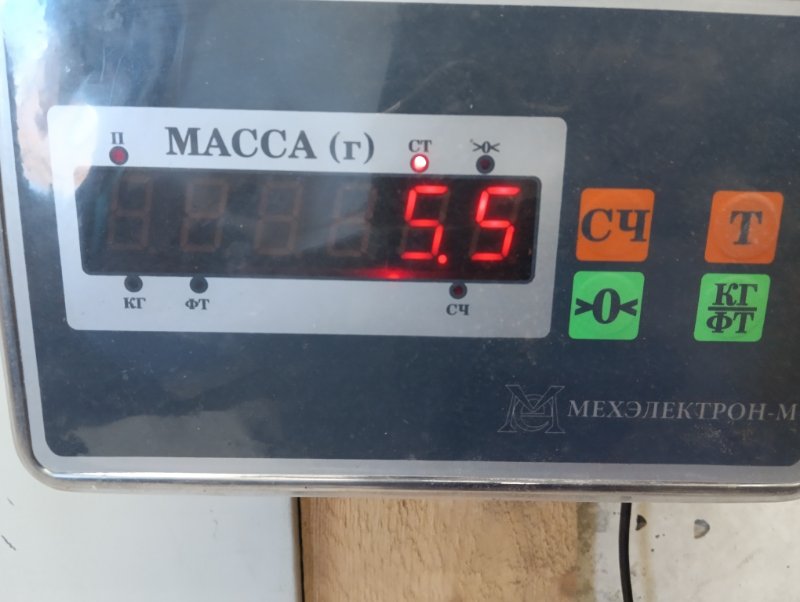 П МАССА (г) СТ >0<
5.5
КГ ФТ СЧ
СЧ Т
>0< КГ/ФТ
МЕХЭЛЕКТРОН-М